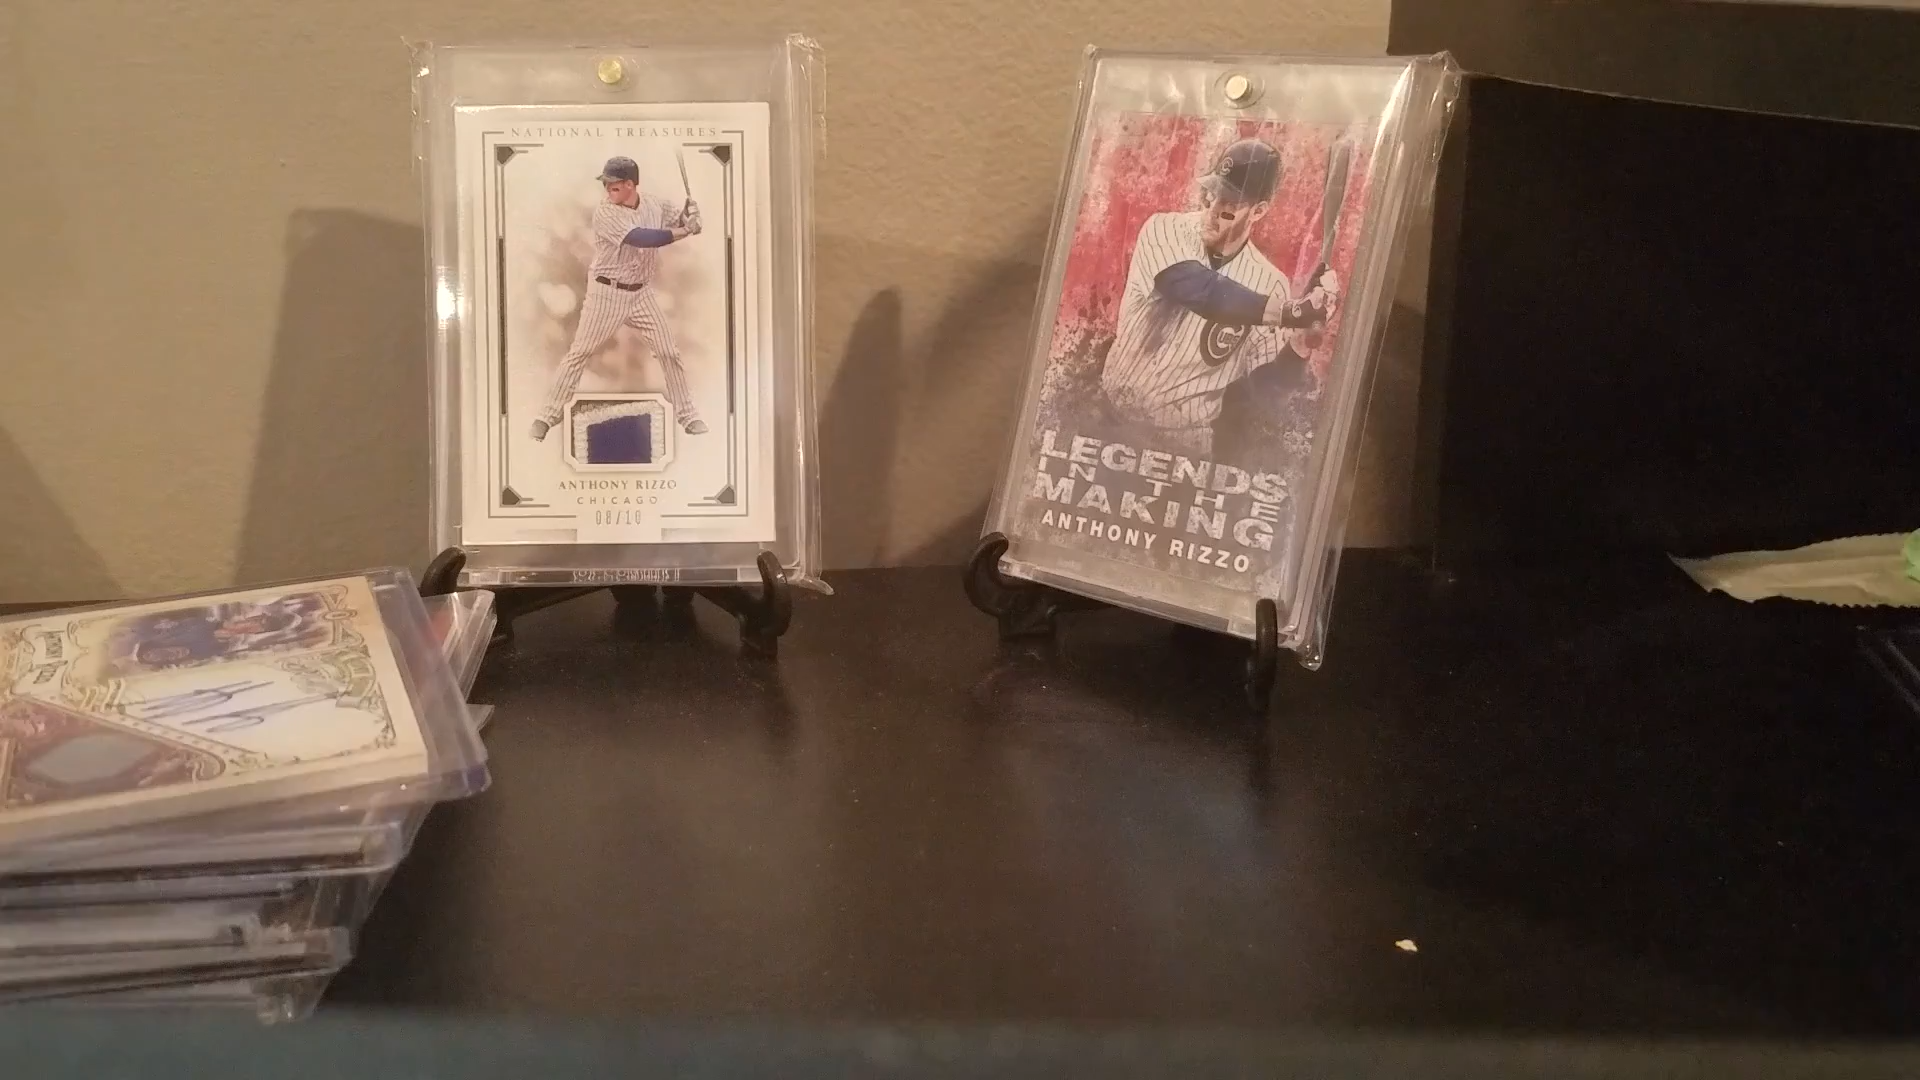 NATIONAL TREASURES
ANTHONY RIZZO
CHICAGO
08/10
LEGENDS
IN THE
MAKING
ANTHONY RIZZO